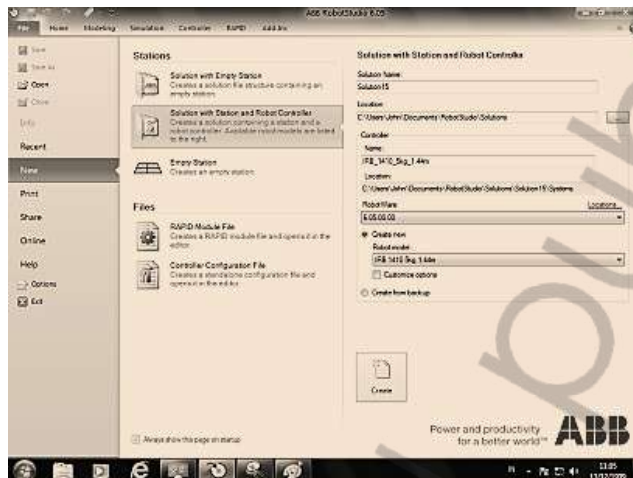 ABB RobotStudio 6.05
File Home Modeling Simulation Controller RAPID Add-Ins
Save
Save As
Open
Close
Info
Recent
New
Print
Share
Online
Help
Options
Exit
Stations
Solution with Empty Station
Creates a solution file structure containing an
empty station.
Solution with Station and Robot Controller
Creates a solution containing a station and a
robot controller. Available robot models are listed
to the right.
Empty Station
Creates an empty station.
Files
RAPID Module File
Creates a RAPID module file and opens it in the
editor.
Controller Configuration File
Creates a standalone configuration file and
opens it in the editor.
Always show this page on startup
Solution with Station and Robot Controller
Solution Name:
Solution15
Location:
C:\Users\John\Documents\RobotStudio\Solutions
...
Controller
Name:
IRB_1410_5kg_1.44m
Location:
C:\Users\John\Documents\RobotStudio\Solutions\Solution15\Systems
RobotWare: Locations...
6.05.00.00
Create new
Robot model:
IRB 1410 5kg 1.44m
Customize options
Create from backup
Create
Power and productivity
for a better world™
ABB
13:05